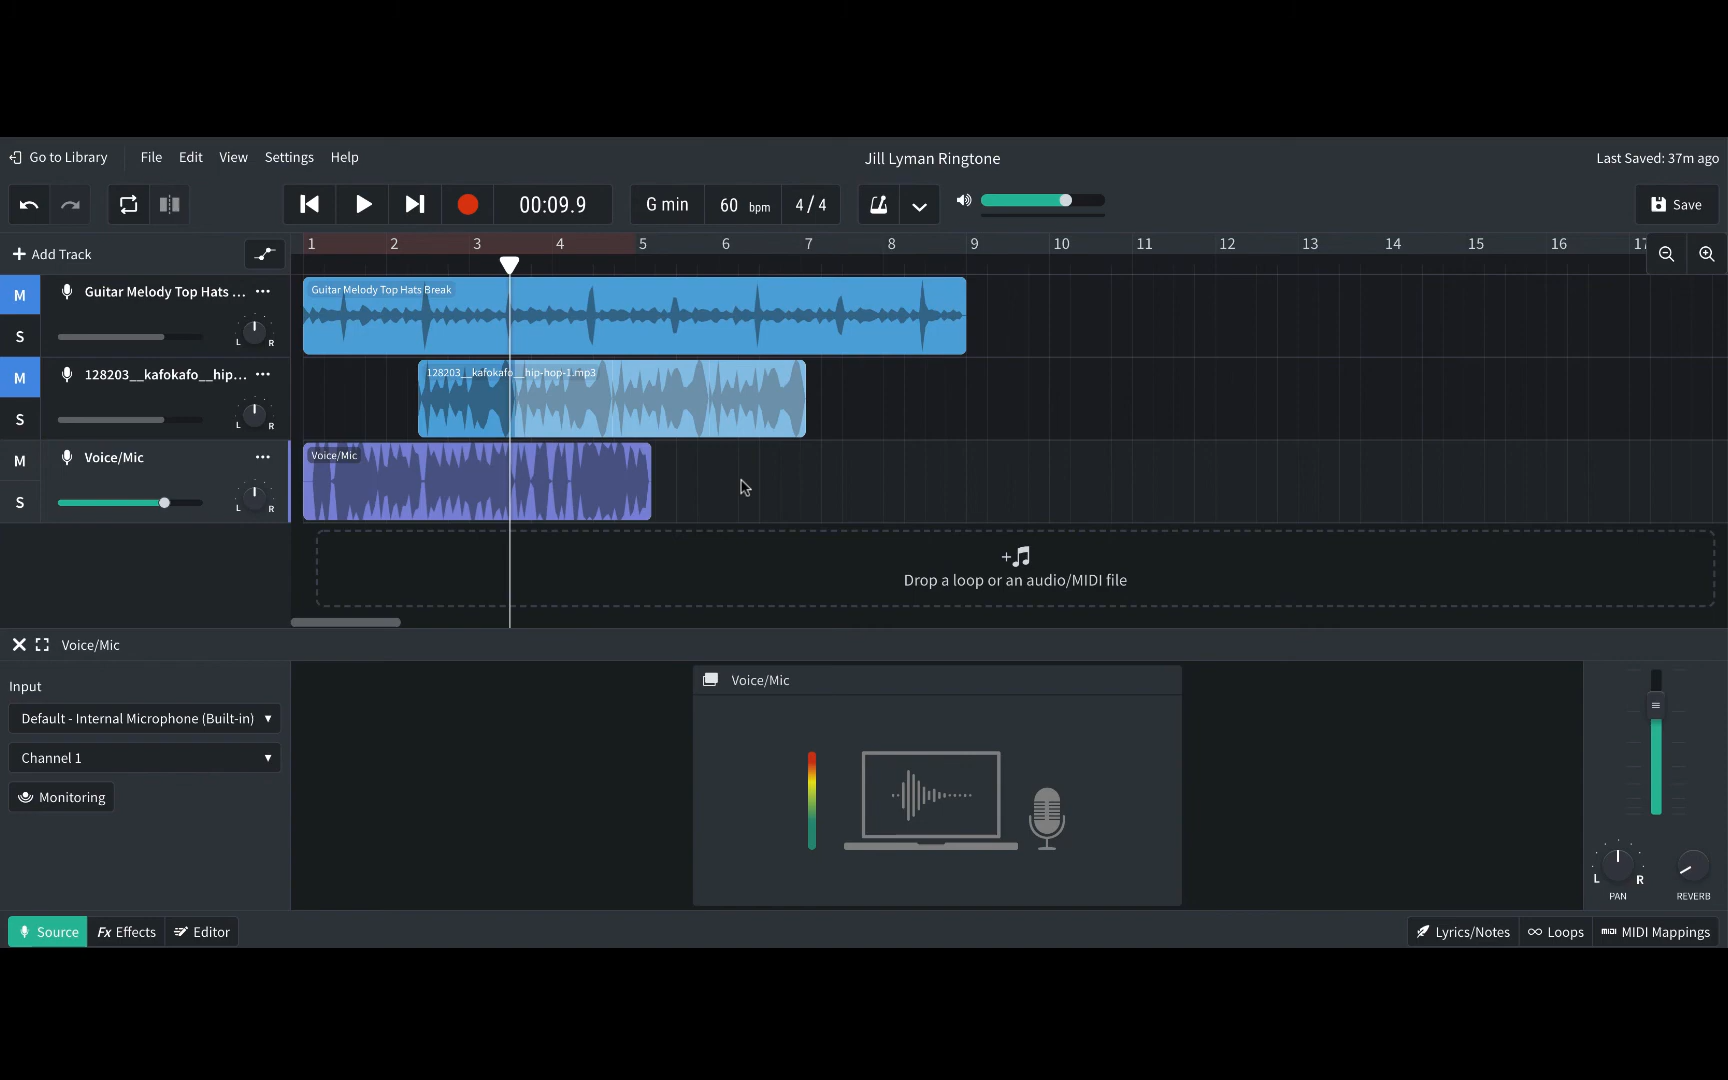 Go to Library File Edit View Settings Help Jill Lyman Ringtone Last Saved: 37m ago
00:09.9 G min 60 bpm 4 / 4 Save
+ Add Track 1 2 3 4 5 6 7 8 9 10 11 12 13 14 15 16 17
M Guitar Melody Top Hats ... Guitar Melody Top Hats Break
S L R
M 128203__kafokafo__hip... 128203__kafokafo__hip-hop-1.mp3
S L R
M Voice/Mic Voice/Mic
S L R
Drop a loop or an audio/MIDI file
Voice/Mic
Input Voice/Mic
Default - Internal Microphone (Built-in)
Channel 1
Monitoring
L R
PAN REVERB
Source Fx Effects Editor Lyrics/Notes Loops MIDI MIDI Mappings